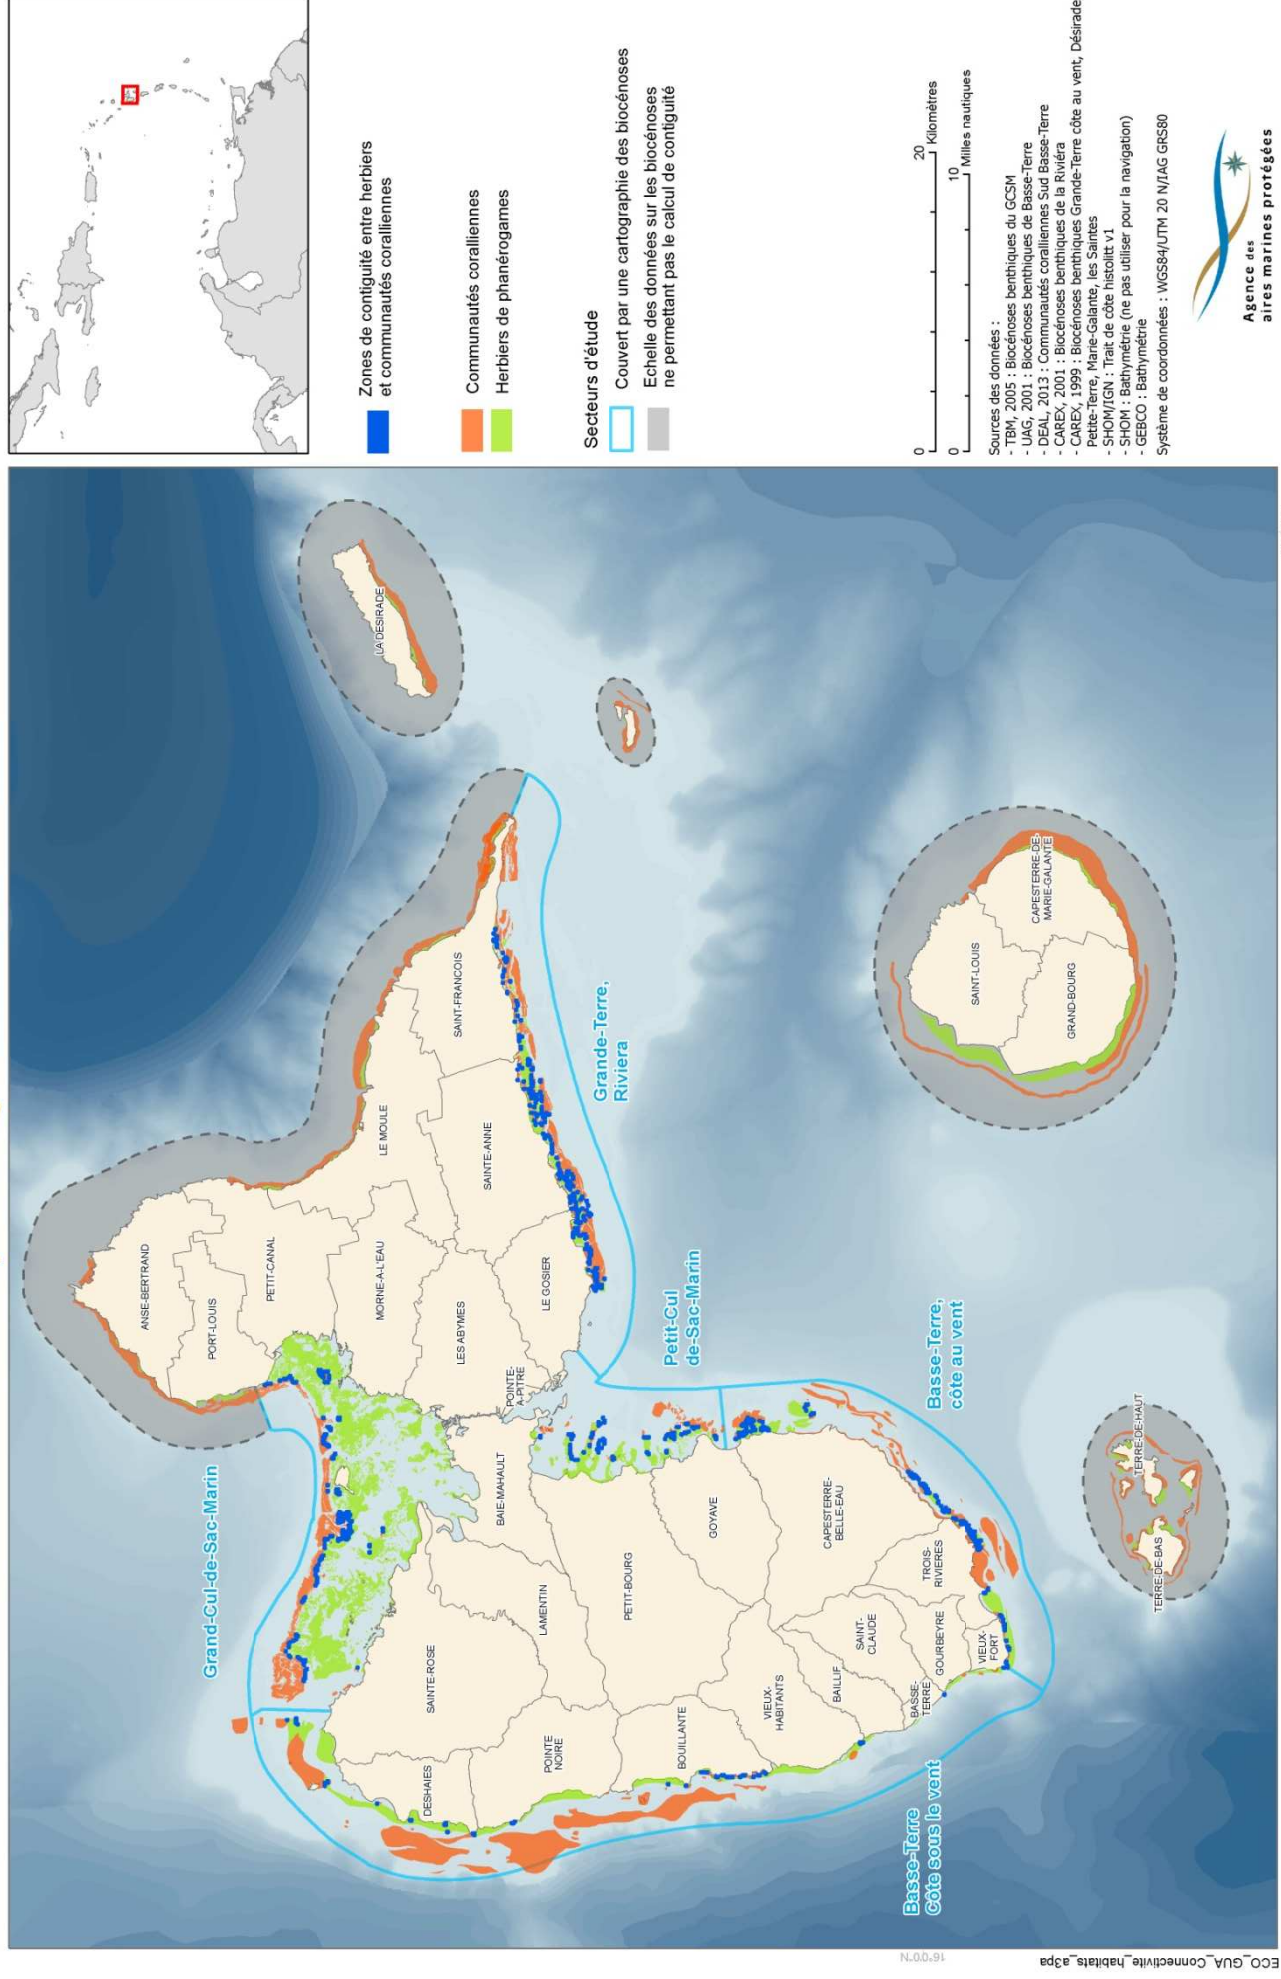 Grand-Cul-de-Sac-Marin
Grande-Terre,
Riviera
Petit-Cul
de-Sac-Marin
Basse-Terre,
côte au vent
Basse-Terre
Côte sous le vent
ANSE-BERTRAND
PORT-LOUIS
PETIT-CANAL
MORNE-A-L'EAU
LE MOULE
LES ABYMES
POINTE-
A-PITRE
LE GOSIER
SAINTE-ANNE
SAINT-FRANCOIS
LA DESIRADE
BAIE-MAHAULT
LAMENTIN
SAINTE-ROSE
DESHAIES
POINTE
NOIRE
PETIT-BOURG
GOYAVE
BOUILLANTE
VIEUX-
HABITANTS
CAPESTERRE-
BELLE-EAU
SAINT-
CLAUDE
BAILLIF
BASSE-
TERRE
GOURBEYRE
TROIS-
RIVIERES
VIEUX-
FORT
TERRE-DE-BAS
TERRE-DE-HAUT
SAINT-LOUIS
GRAND-BOURG
CAPESTERRE-DE-
MARIE-GALANTE
Zones de contiguité entre herbiers
et communautés coralliennes
Communautés coralliennes
Herbiers de phanérogames
Secteurs d'étude
Couvert par une cartographie des biocénoses
Echelle des données sur les biocénoses
ne permettant pas le calcul de contiguité
0 20
Kilomètres
0 10
Milles nautiques
Sources des données :
- TBM, 2005 : Biocénoses benthiques du GCSM
- UAG, 2001 : Biocénoses benthiques de Basse-Terre
- DEAL, 2013 : Communautés coralliennes Sud Basse-Terre
- CAREX, 2001 : Biocénoses benthiques de la Riviéra
- CAREX, 1999 : Biocénoses benthiques Grande-Terre côte au vent, Désirade
Petite-Terre, Marie-Galante, les Saintes
- SHOM/IGN : Trait de côte histolitt v1
- SHOM : Bathymétrie (ne pas utiliser pour la navigation)
- GEBCO : Bathymétrie
Système de coordonnées : WGS84/UTM 20 N/IAG GRS80
Agence des
aires marines protégées
16°0'0"N
ECO_GUA_Connectivite_habitats_a3pa